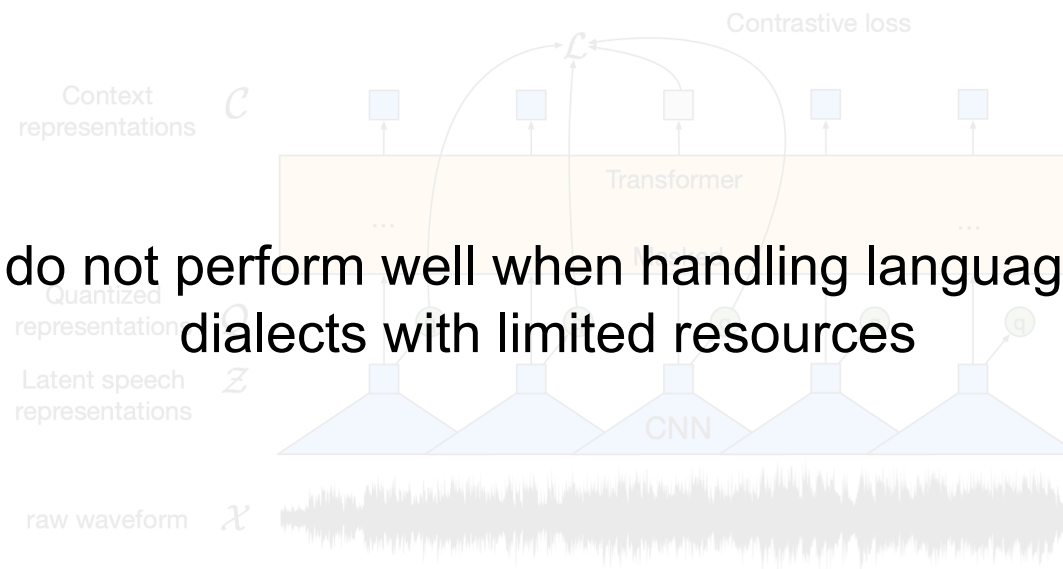 Contrastive loss
ℒ
Context
representations 𝒞
Transformer
... ...
do not perform well when handling languag
Quantized
representations
dialects with limited resources
q
Latent speech 𝒵
representations
CNN
raw waveform 𝒳